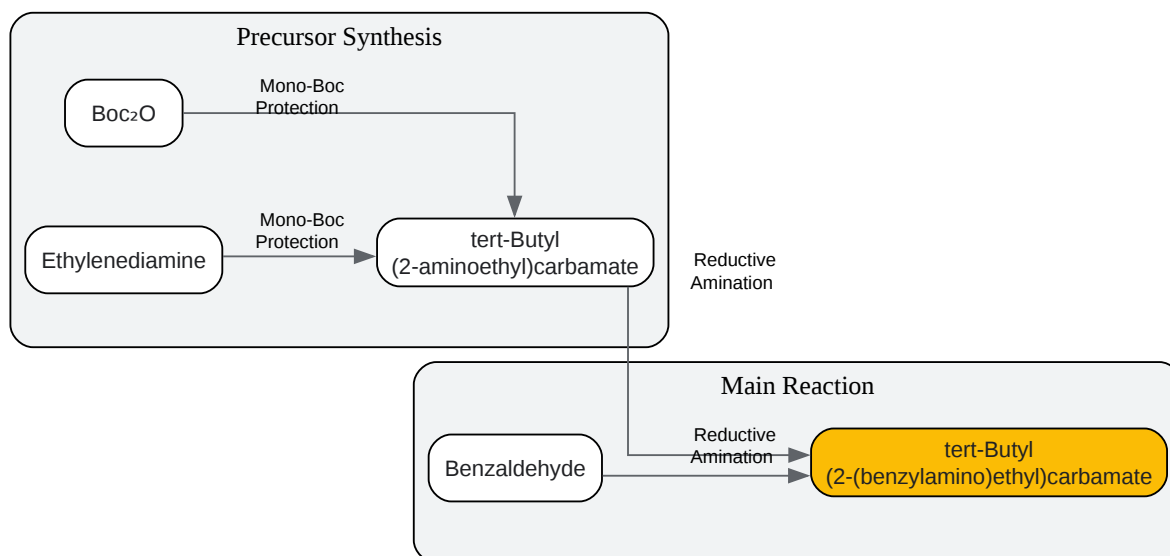 Precursor Synthesis
Mono-Boc
Protection
Boc₂O
Mono-Boc
Protection
Ethylenediamine
tert-Butyl
(2-aminoethyl)carbamate
Reductive
Amination
Main Reaction
Reductive
Amination
Benzaldehyde
tert-Butyl
(2-(benzylamino)ethyl)carbamate